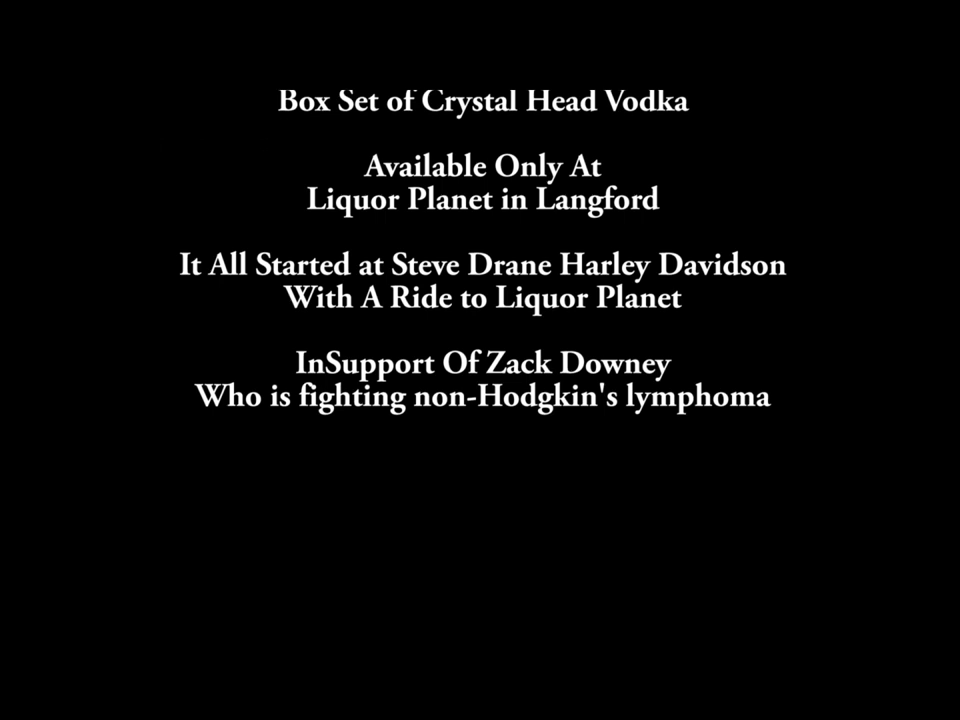 Box Set of Crystal Head Vodka
Available Only At
Liquor Planet in Langford
It All Started at Steve Drane Harley Davidson
With A Ride to Liquor Planet
InSupport Of Zack Downey
Who is fighting non-Hodgkin's lymphoma